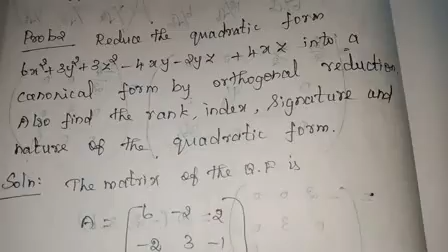 Prob2 Reduce the quadratic form
6x²+3y²+3z²-4xy-2yz+4xz into a
canonical form by orthogonal reduction.
Also find the rank, index, signature and
nature of the quadratic form.
Soln: The matrix of the Q.F is
A = [6 -2 -2
-2 3 -1